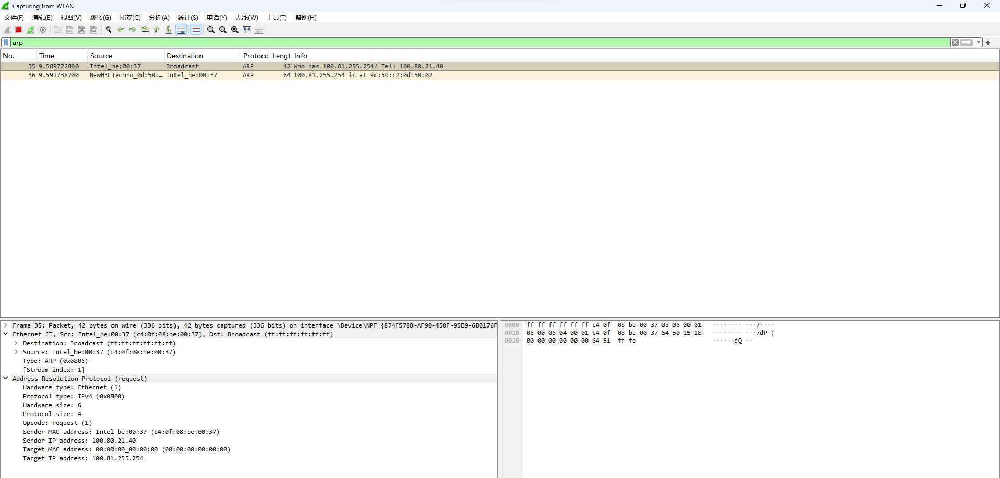 Capturing from WLAN
文件(F) 编辑(E) 视图(V) 跳转(G) 捕获(C) 分析(A) 统计(S) 电话(Y) 无线(W) 工具(T) 帮助(H)
arp
No. Time Source Destination Protoco Lengt Info
35 9.589722800 Intel_be:00:37 Broadcast ARP 42 Who has 100.81.255.254? Tell 100.80.21.40
36 9.591738700 NewH3CTechno_0d:50:… Intel_be:00:37 ARP 64 100.81.255.254 is at 9c:54:c2:0d:50:02
Frame 35: Packet, 42 bytes on wire (336 bits), 42 bytes captured (336 bits) on interface \Device\NPF_{874F5788-AF90-450F-95B9-6D0176F
Ethernet II, Src: Intel_be:00:37 (c4:0f:08:be:00:37), Dst: Broadcast (ff:ff:ff:ff:ff:ff)
Destination: Broadcast (ff:ff:ff:ff:ff:ff)
Source: Intel_be:00:37 (c4:0f:08:be:00:37)
Type: ARP (0x0806)
[Stream index: 1]
Address Resolution Protocol (request)
Hardware type: Ethernet (1)
Protocol type: IPv4 (0x0800)
Hardware size: 6
Protocol size: 4
Opcode: request (1)
Sender MAC address: Intel_be:00:37 (c4:0f:08:be:00:37)
Sender IP address: 100.80.21.40
Target MAC address: 00:00:00_00:00:00 (00:00:00:00:00:00)
Target IP address: 100.81.255.254
0000 ff ff ff ff ff ff c4 0f 08 be 00 37 08 06 00 01 ········ ···7····
0010 08 00 06 04 00 01 c4 0f 08 be 00 37 64 50 15 28 ········ ···7dP·(
0020 00 00 00 00 00 00 64 51 ff fe ······dQ ··